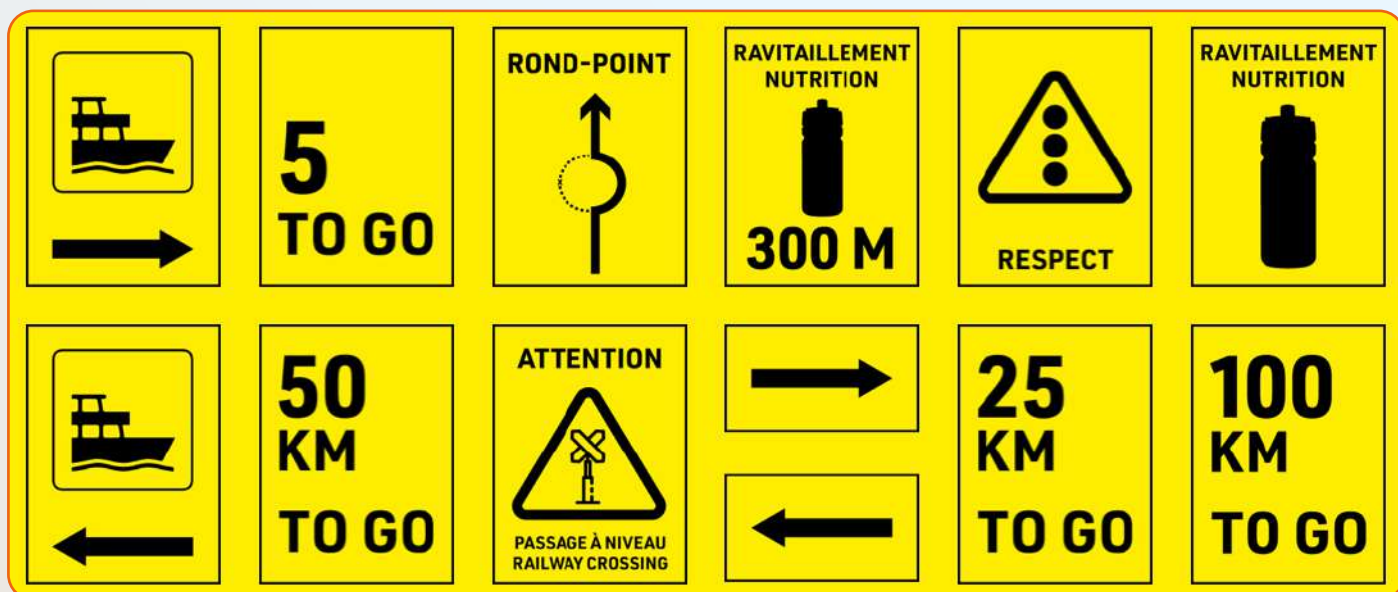 5
TO GO
ROND-POINT
RAVITAILLEMENT
NUTRITION
300 M
RESPECT
RAVITAILLEMENT
NUTRITION
50
KM
TO GO
ATTENTION
PASSAGE À NIVEAU
RAILWAY CROSSING
25
KM
TO GO
100
KM
TO GO